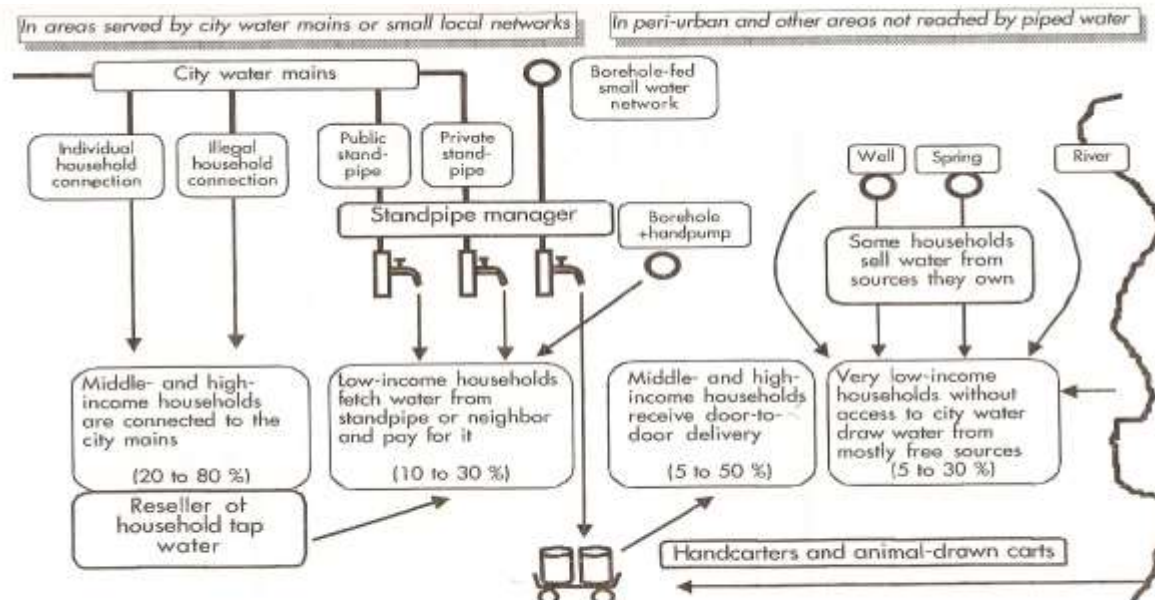 In areas served by city water mains or small local networks
In peri-urban and other areas not reached by piped water
City water mains
Borehole-fed
small water
network
Individual
household
connection
Illegal
household
connection
Public
stand-
pipe
Private
stand-
pipe
Well
Spring
River
Standpipe manager
Borehole
+handpump
Some households
sell water from
sources they own
Middle- and high-
income households
are connected to the
city mains
(20 to 80 %)
Low-income households
fetch water from
standpipe or neighbor
and pay for it
(10 to 30 %)
Middle- and high-
income households
receive door-to-
door delivery
(5 to 50 %)
Very low-income
households without
access to city water
draw water from
mostly free sources
(5 to 30 %)
Reseller of
household tap
water
Handcarters and animal-drawn carts